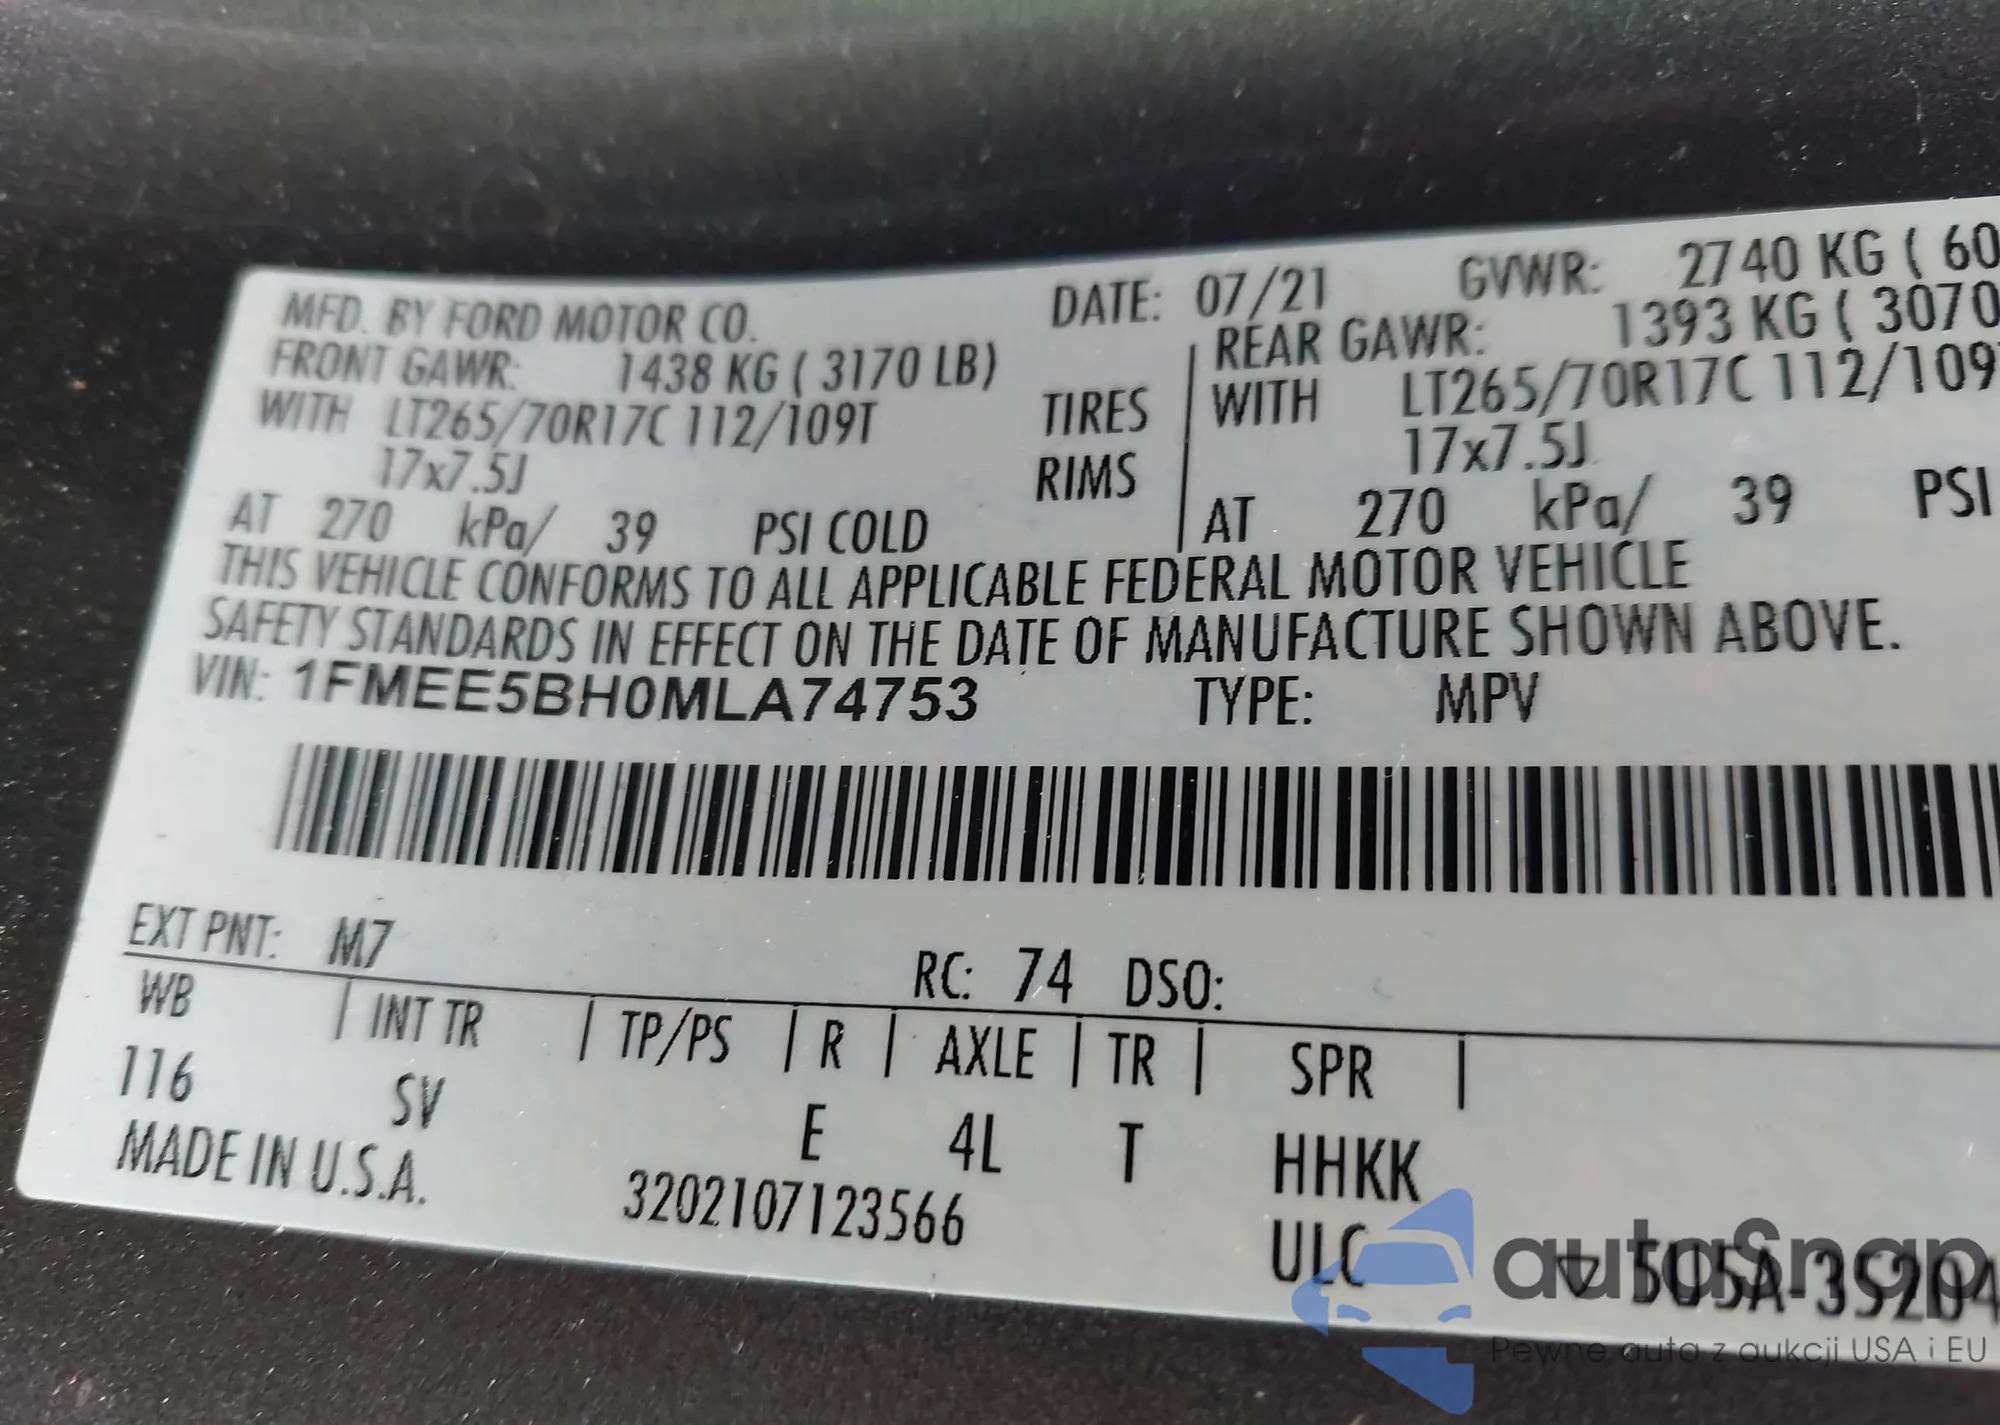 MFD. BY FORD MOTOR CO. DATE: 07/21 GVWR: 2740 KG ( 60
FRONT GAWR: 1438 KG ( 3170 LB) REAR GAWR: 1393 KG ( 3070
WITH LT265/70R17C 112/109T TIRES WITH LT265/70R17C 112/109T
17x7.5J RIMS 17x7.5J
AT 270 kPa/ 39 PSI COLD AT 270 kPa/ 39 PSI
THIS VEHICLE CONFORMS TO ALL APPLICABLE FEDERAL MOTOR VEHICLE
SAFETY STANDARDS IN EFFECT ON THE DATE OF MANUFACTURE SHOWN ABOVE.
VIN: 1FMEE5BH0MLA74753 TYPE: MPV
EXT PNT: M7 RC: 74 DSO:
WB | INT TR | TP/PS | R | AXLE | TR | SPR |
116 SV E 4L T HHKK
MADE IN U.S.A. 3202107123566 ULC
▽ 5U5A-3S204
autoSnap
Pewne auta z aukcji USA i EU